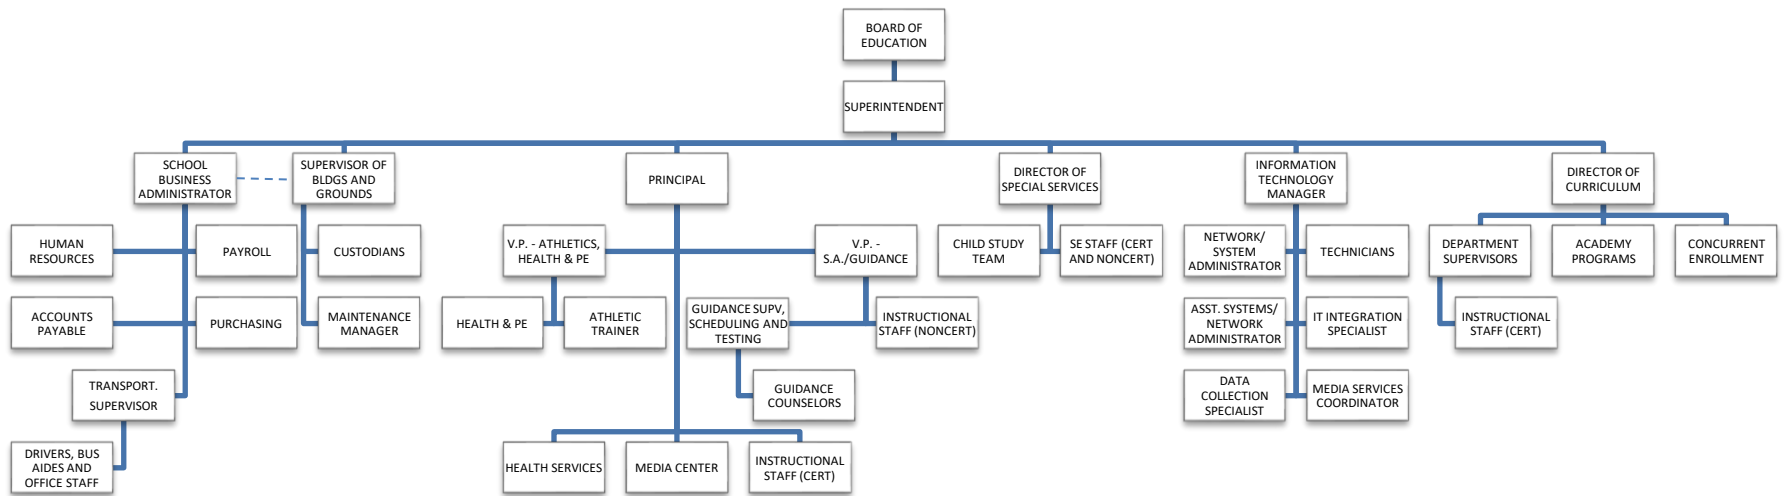 BOARD OF
EDUCATION
SUPERINTENDENT
SCHOOL
BUSINESS
ADMINISTRATOR
SUPERVISOR OF
BLDGS AND
GROUNDS
PRINCIPAL
DIRECTOR OF
SPECIAL SERVICES
INFORMATION
TECHNOLOGY
MANAGER
DIRECTOR OF
CURRICULUM
HUMAN
RESOURCES
PAYROLL
CUSTODIANS
V.P. - ATHLETICS,
HEALTH & PE
V.P. -
S.A./GUIDANCE
CHILD STUDY
TEAM
SE STAFF (CERT
AND NONCERT)
NETWORK/
SYSTEM
ADMINISTRATOR
TECHNICIANS
DEPARTMENT
SUPERVISORS
ACADEMY
PROGRAMS
CONCURRENT
ENROLLMENT
ACCOUNTS
PAYABLE
PURCHASING
MAINTENANCE
MANAGER
HEALTH & PE
ATHLETIC
TRAINER
GUIDANCE SUPV,
SCHEDULING AND
TESTING
INSTRUCTIONAL
STAFF (NONCERT)
ASST. SYSTEMS/
NETWORK
ADMINISTRATOR
IT INTEGRATION
SPECIALIST
INSTRUCTIONAL
STAFF (CERT)
TRANSPORT.
SUPERVISOR
GUIDANCE
COUNSELORS
DATA
COLLECTION
SPECIALIST
MEDIA SERVICES
COORDINATOR
DRIVERS, BUS
AIDES AND
OFFICE STAFF
HEALTH SERVICES
MEDIA CENTER
INSTRUCTIONAL
STAFF (CERT)